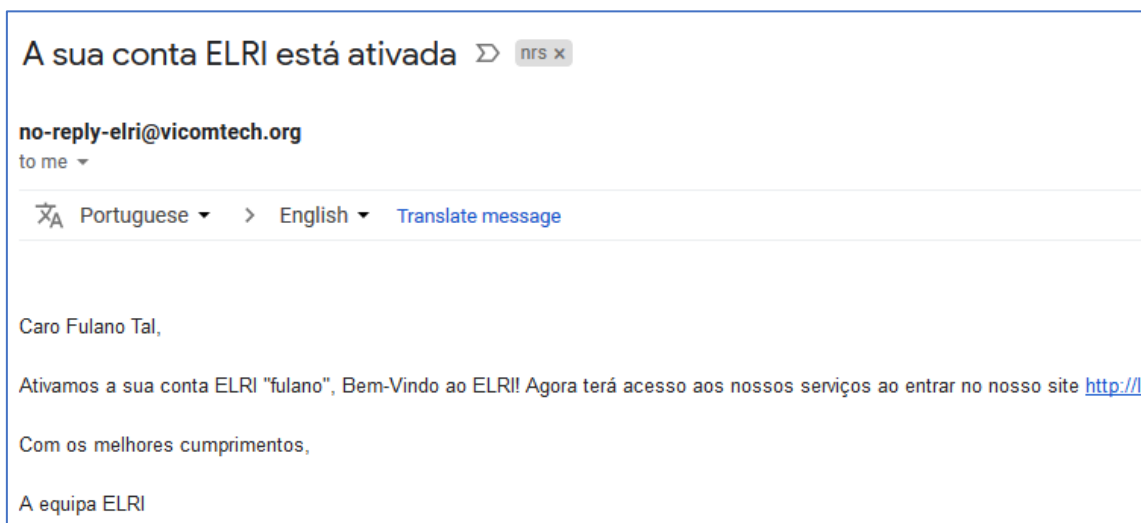 A sua conta ELRI está ativada nrs x
no-reply-elri@vicomtech.org
to me
Portuguese > English Translate message
Caro Fulano Tal,
Ativamos a sua conta ELRI "fulano", Bem-Vindo ao ELRI! Agora terá acesso aos nossos serviços ao entrar no nosso site http://
Com os melhores cumprimentos,
A equipa ELRI